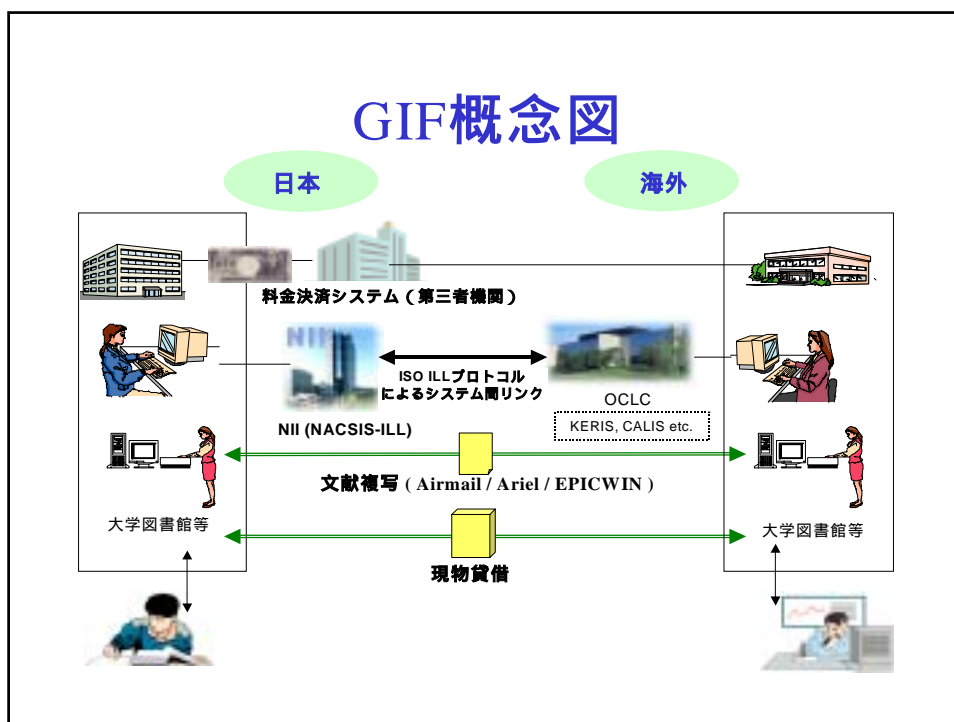 GIF概念図
日本
海外
料金決済システム ( 第三者機関 )
NII
ISO ILLプロトコル
によるシステム間リンク
OCLC
KERIS, CALIS etc.
NII (NACSIS-ILL)
文献複写 ( Airmail / Ariel / EPICWIN )
大学図書館等
大学図書館等
現物貸借